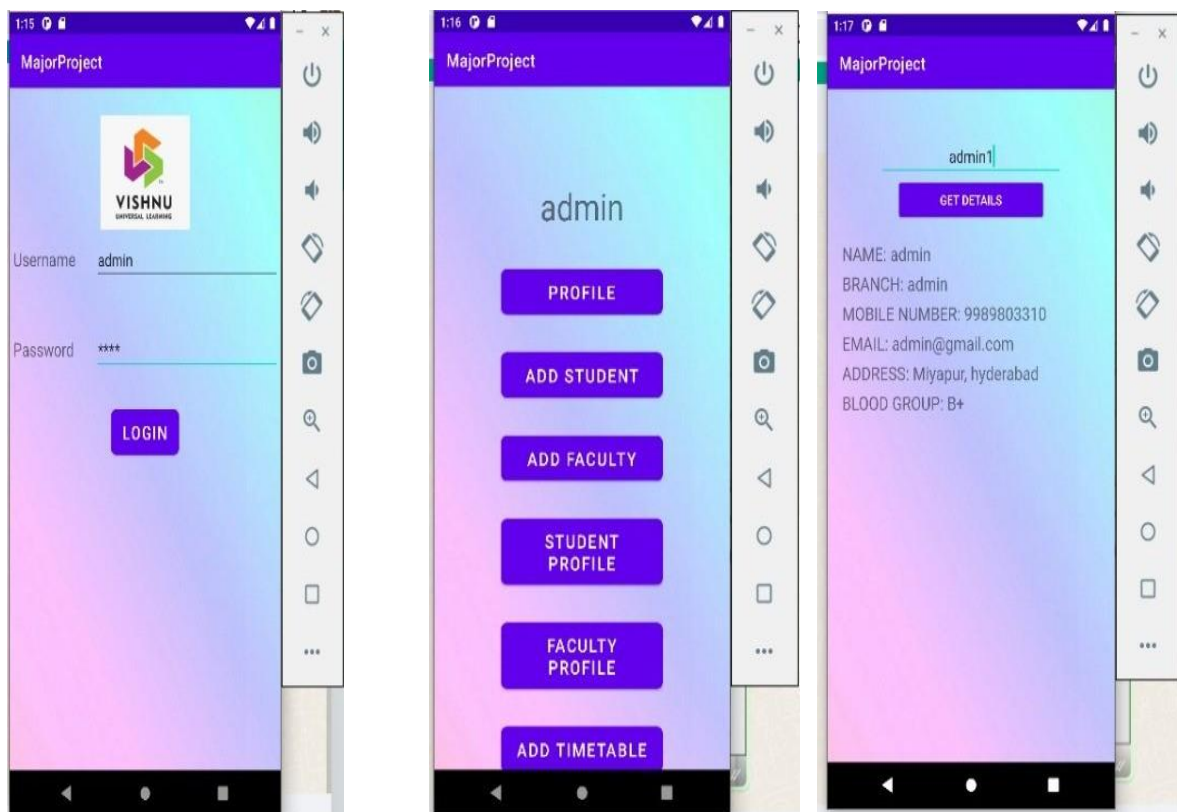 1:15
MajorProject
VISHNU
UNIVERSAL LEARNING
Username admin
Password ****
LOGIN
1:16
MajorProject
admin
PROFILE
ADD STUDENT
ADD FACULTY
STUDENT
PROFILE
FACULTY
PROFILE
ADD TIMETABLE
1:17
MajorProject
admin1
GET DETAILS
NAME: admin
BRANCH: admin
MOBILE NUMBER: 9989803310
EMAIL: admin@gmail.com
ADDRESS: Miyapur, hyderabad
BLOOD GROUP: B+